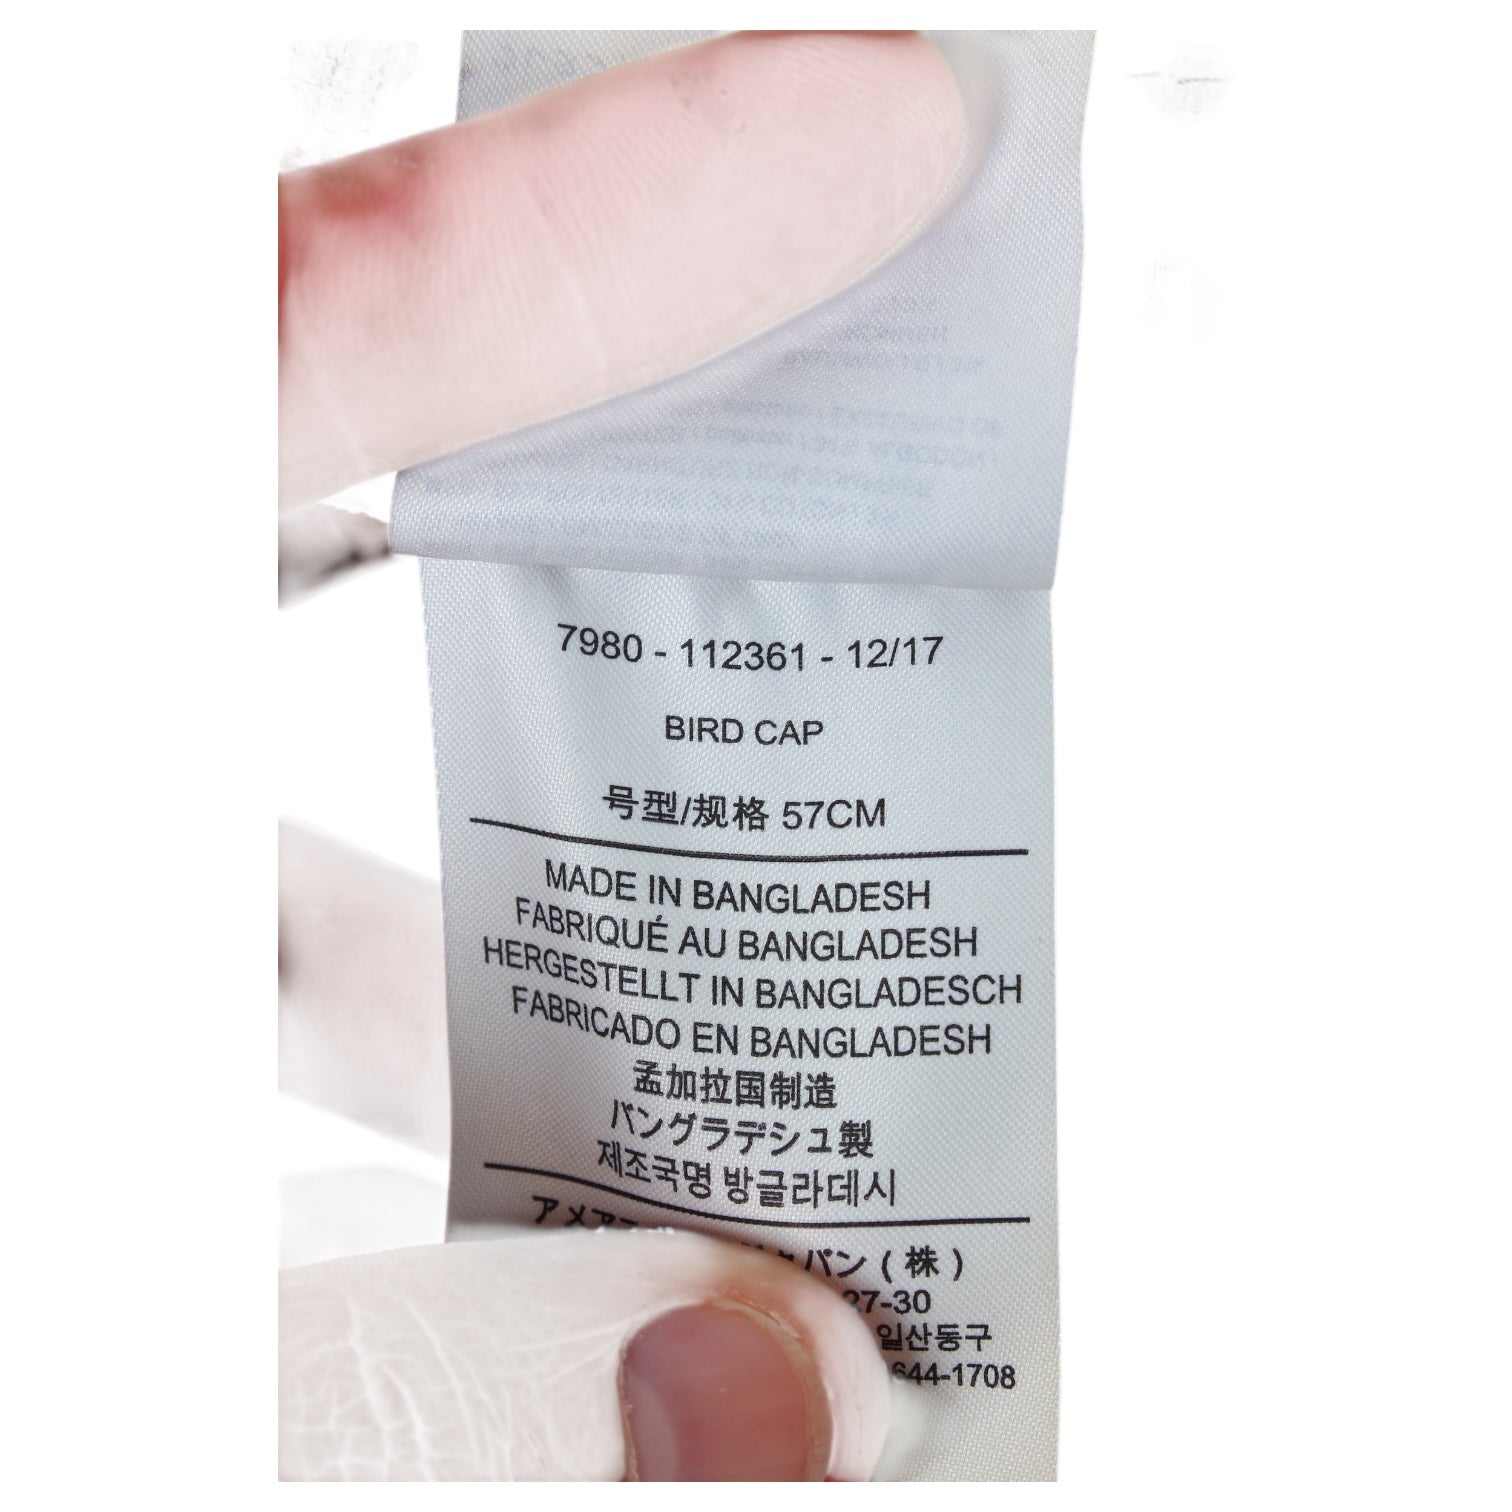 7980 - 112361 - 12/17
BIRD CAP
号型/规格 57CM
MADE IN BANGLADESH
FABRIQUÉ AU BANGLADESH
HERGESTELLT IN BANGLADESCH
FABRICADO EN BANGLADESH
孟加拉国制造
バングラデシュ製
제조국명 방글라데시
アメア
パン ( 株 )
27-30
일산동구
644-1708